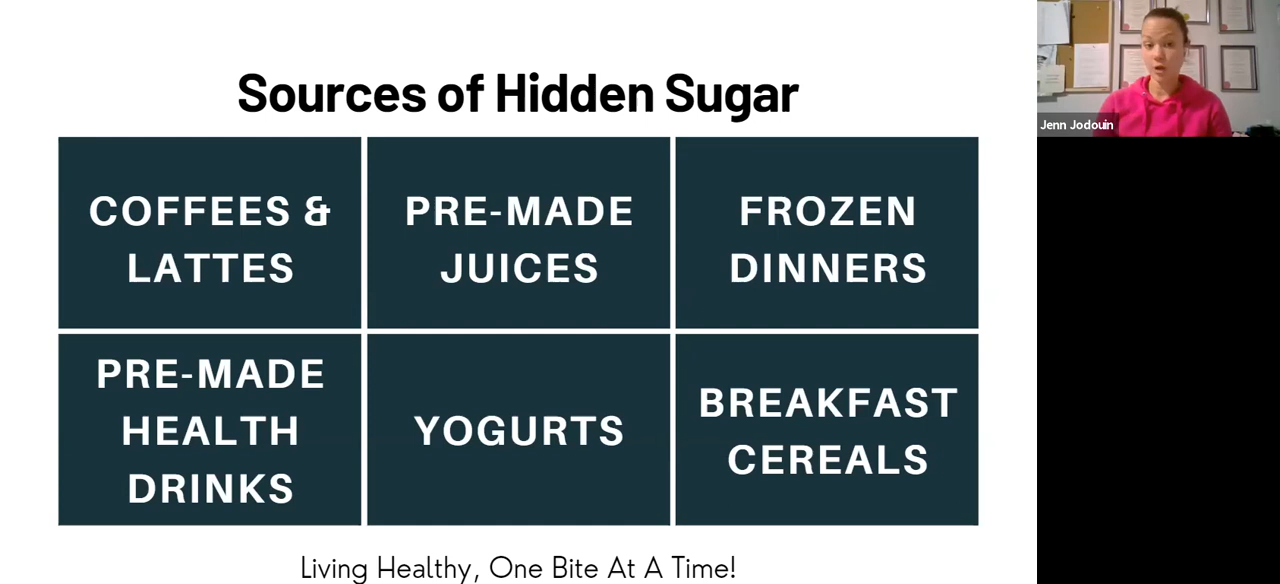 Sources of Hidden Sugar
COFFEES &
LATTES
PRE-MADE
JUICES
FROZEN
DINNERS
PRE-MADE
HEALTH
DRINKS
YOGURTS
BREAKFAST
CEREALS
Living Healthy, One Bite At A Time!
Jenn Jodouin